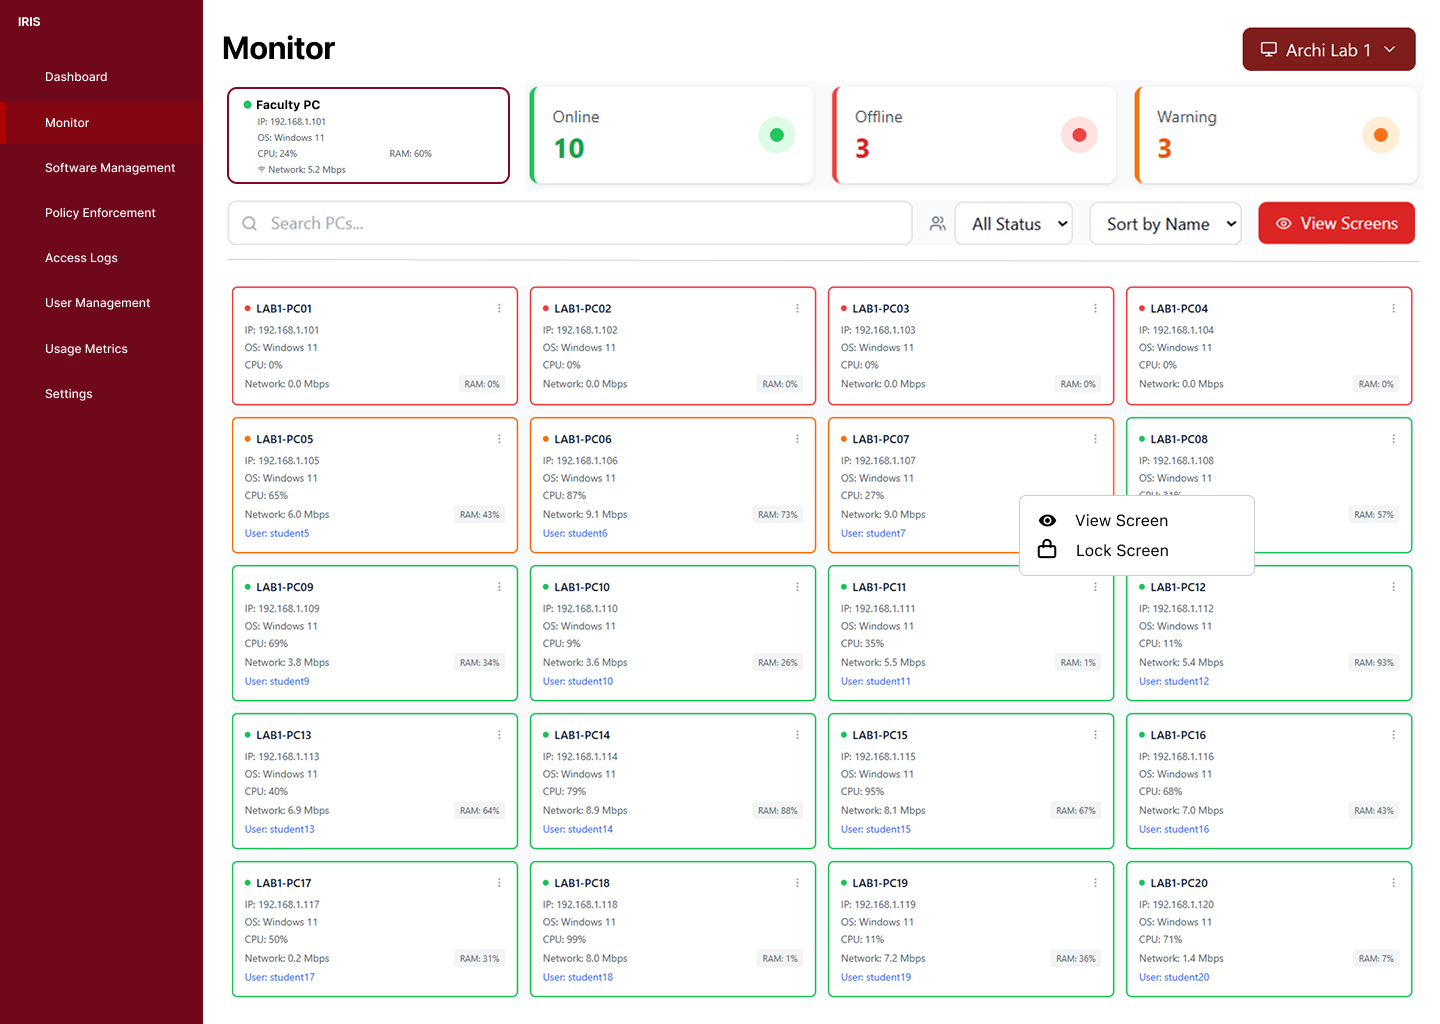 IRIS
Dashboard
Monitor
Software Management
Policy Enforcement
Access Logs
User Management
Usage Metrics
Settings
Monitor
Archi Lab 1
Faculty PC
IP: 192.168.1.101
OS: Windows 11
CPU: 24% RAM: 60%
Network: 5.2 Mbps
Online
10
Offline
3
Warning
3
Search PCs...
All Status
Sort by Name
View Screens
LAB1-PC01
IP: 192.168.1.101
OS: Windows 11
CPU: 0%
Network: 0.0 Mbps RAM: 0%
LAB1-PC02
IP: 192.168.1.102
OS: Windows 11
CPU: 0%
Network: 0.0 Mbps RAM: 0%
LAB1-PC03
IP: 192.168.1.103
OS: Windows 11
CPU: 0%
Network: 0.0 Mbps RAM: 0%
LAB1-PC04
IP: 192.168.1.104
OS: Windows 11
CPU: 0%
Network: 0.0 Mbps RAM: 0%
LAB1-PC05
IP: 192.168.1.105
OS: Windows 11
CPU: 65%
Network: 6.0 Mbps RAM: 43%
User: student5
LAB1-PC06
IP: 192.168.1.106
OS: Windows 11
CPU: 87%
Network: 9.1 Mbps RAM: 73%
User: student6
LAB1-PC07
IP: 192.168.1.107
OS: Windows 11
CPU: 27%
Network: 9.0 Mbps
User: student7
LAB1-PC08
IP: 192.168.1.108
OS: Windows 11
RAM: 57%
View Screen
Lock Screen
LAB1-PC09
IP: 192.168.1.109
OS: Windows 11
CPU: 69%
Network: 3.8 Mbps RAM: 34%
User: student9
LAB1-PC10
IP: 192.168.1.110
OS: Windows 11
CPU: 9%
Network: 3.6 Mbps RAM: 26%
User: student10
LAB1-PC11
IP: 192.168.1.111
OS: Windows 11
CPU: 35%
Network: 5.5 Mbps RAM: 1%
User: student11
LAB1-PC12
IP: 192.168.1.112
OS: Windows 11
CPU: 11%
Network: 5.4 Mbps RAM: 93%
User: student12
LAB1-PC13
IP: 192.168.1.113
OS: Windows 11
CPU: 40%
Network: 6.9 Mbps RAM: 64%
User: student13
LAB1-PC14
IP: 192.168.1.114
OS: Windows 11
CPU: 79%
Network: 8.9 Mbps RAM: 88%
User: student14
LAB1-PC15
IP: 192.168.1.115
OS: Windows 11
CPU: 95%
Network: 8.1 Mbps RAM: 67%
User: student15
LAB1-PC16
IP: 192.168.1.116
OS: Windows 11
CPU: 68%
Network: 7.0 Mbps RAM: 43%
User: student16
LAB1-PC17
IP: 192.168.1.117
OS: Windows 11
CPU: 50%
Network: 0.2 Mbps RAM: 31%
User: student17
LAB1-PC18
IP: 192.168.1.118
OS: Windows 11
CPU: 99%
Network: 8.0 Mbps RAM: 1%
User: student18
LAB1-PC19
IP: 192.168.1.119
OS: Windows 11
CPU: 11%
Network: 7.2 Mbps RAM: 36%
User: student19
LAB1-PC20
IP: 192.168.1.120
OS: Windows 11
CPU: 71%
Network: 1.4 Mbps RAM: 7%
User: student20